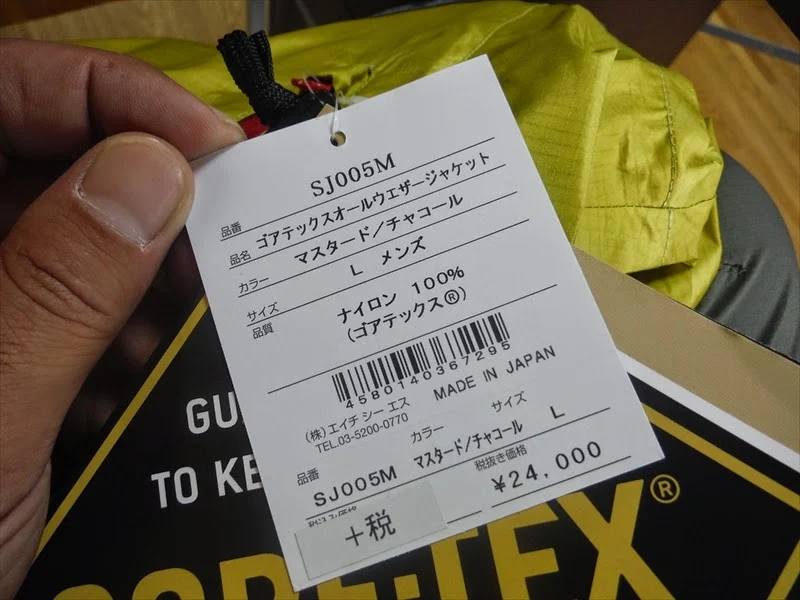 品番 SJ005M
品名 ゴアテックスオールウエザージャケット
カラー マスタード/チャコール
サイズ L メンズ
品質 ナイロン 100%
(ゴアテックス®)
4580140367295
MADE IN JAPAN
(株)エイチ シー エス
TEL.03-5200-0770
品番 カラー サイズ
SJ005M マスタード/チャコール L
税抜き価格
¥24,000
+税
GU
TO KE
GORE-TEX®